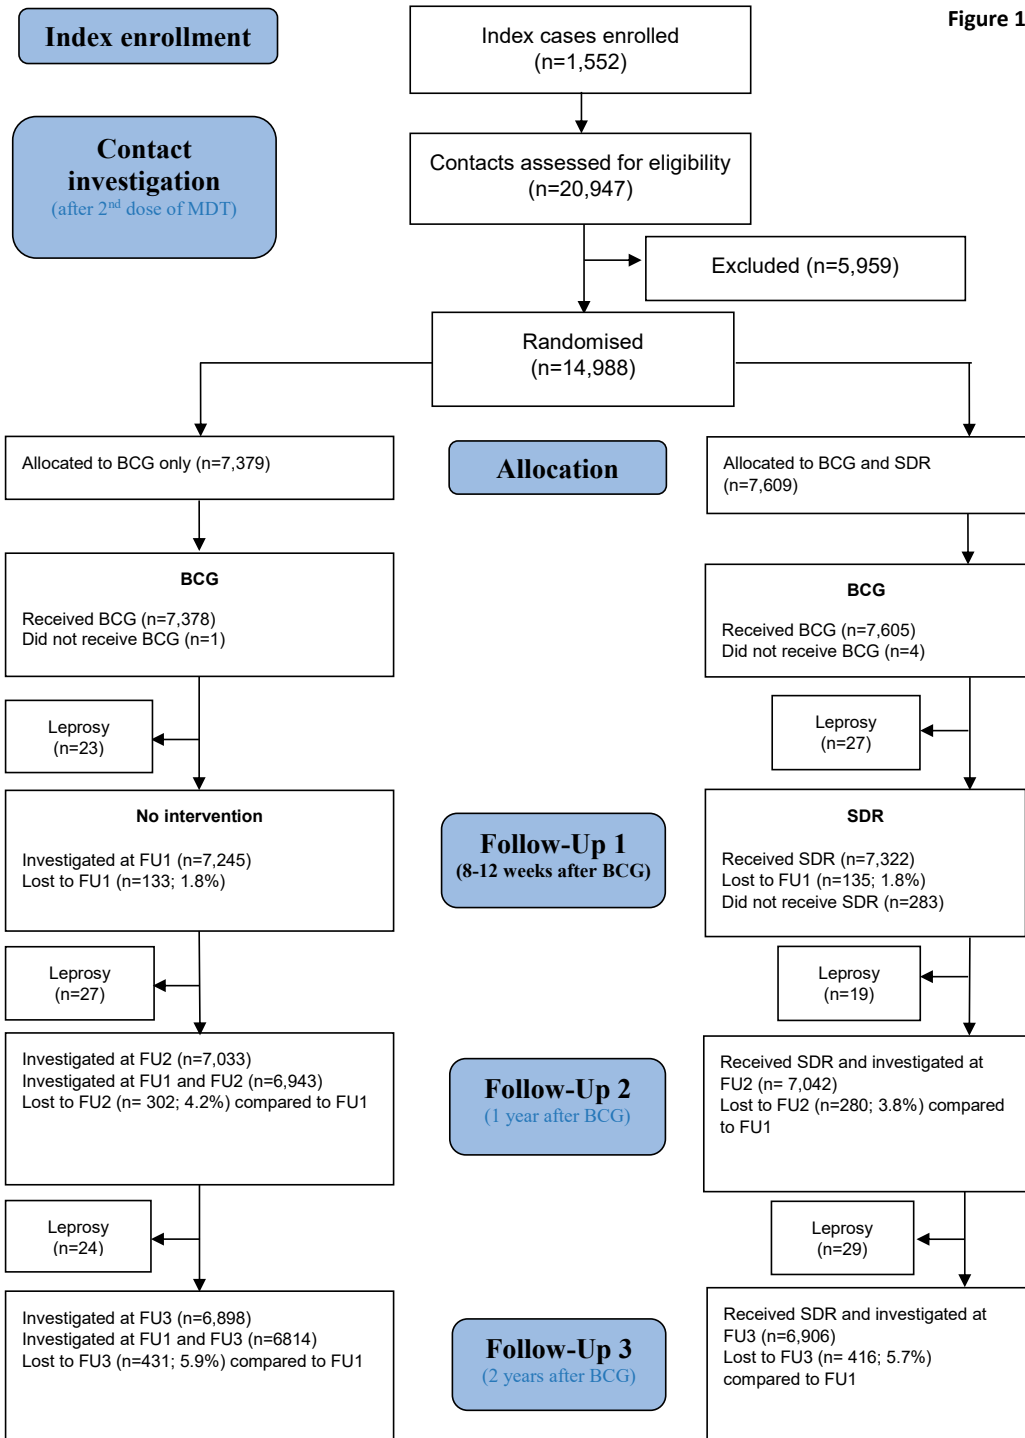 Figure 1
Index enrollment
Index cases enrolled
(n=1,552)
Contact
investigation
(after 2nd dose of MDT)
Contacts assessed for eligibility
(n=20,947)
Excluded (n=5,959)
Randomised
(n=14,988)
Allocated to BCG only (n=7,379)
Allocation
Allocated to BCG and SDR
(n=7,609)
BCG
Received BCG (n=7,378)
Did not receive BCG (n=1)
BCG
Received BCG (n=7,605)
Did not receive BCG (n=4)
Leprosy
(n=23)
Leprosy
(n=27)
No intervention
Investigated at FU1 (n=7,245)
Lost to FU1 (n=133; 1.8%)
Follow-Up 1
(8-12 weeks after BCG)
SDR
Received SDR (n=7,322)
Lost to FU1 (n=135; 1.8%)
Did not receive SDR (n=283)
Leprosy
(n=27)
Leprosy
(n=19)
Investigated at FU2 (n=7,033)
Investigated at FU1 and FU2 (n=6,943)
Lost to FU2 (n= 302; 4.2%) compared to FU1
Follow-Up 2
(1 year after BCG)
Received SDR and investigated at
FU2 (n= 7,042)
Lost to FU2 (n=280; 3.8%) compared
to FU1
Leprosy
(n=24)
Leprosy
(n=29)
Investigated at FU3 (n=6,898)
Investigated at FU1 and FU3 (n=6814)
Lost to FU3 (n=431; 5.9%) compared to FU1
Follow-Up 3
(2 years after BCG)
Received SDR and investigated at
FU3 (n=6,906)
Lost to FU3 (n= 416; 5.7%)
compared to FU1